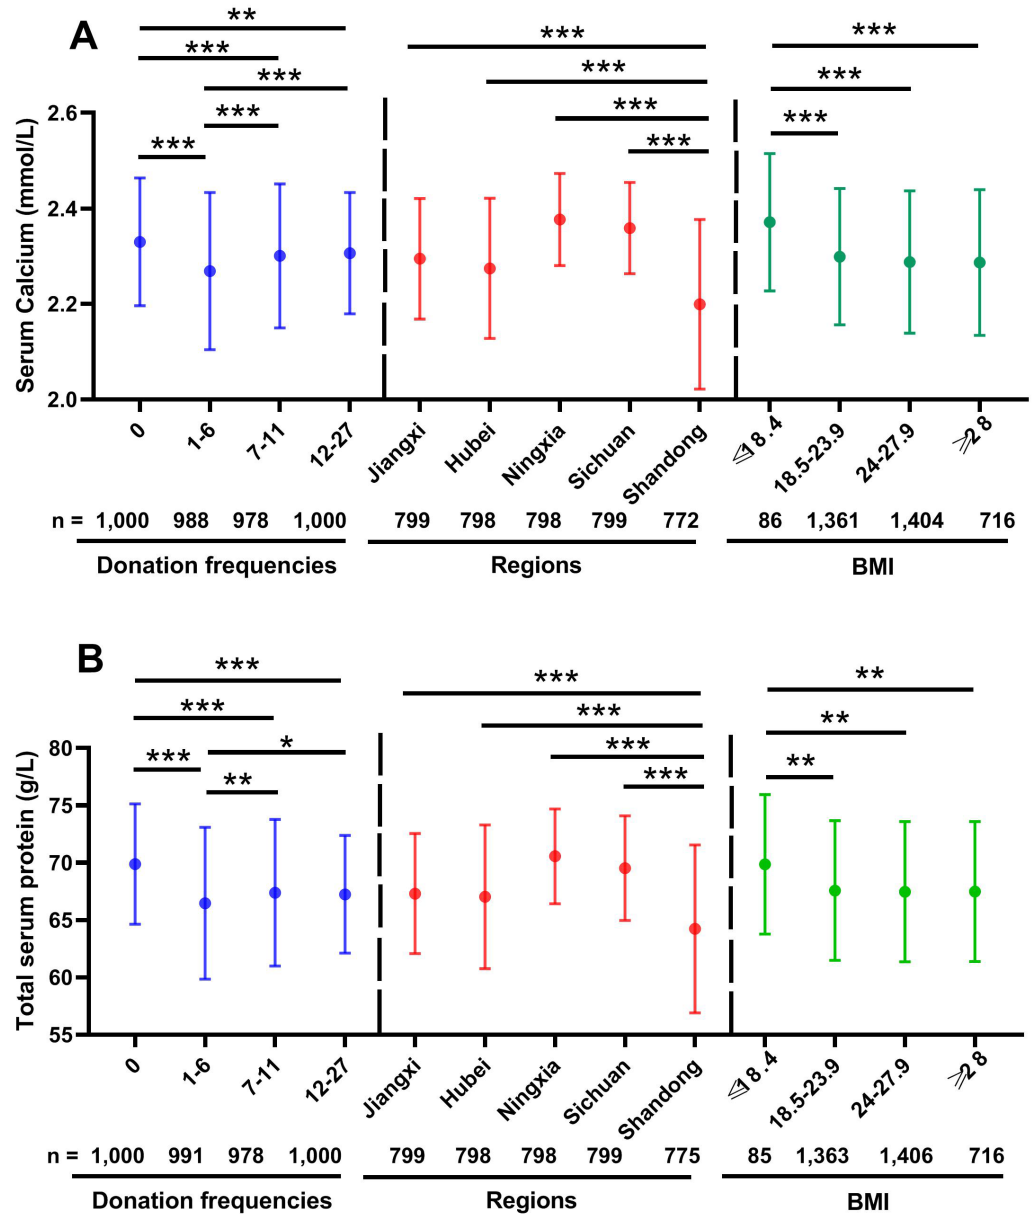 A
**
***
***
***
***
***
***
***
***
***
***
***
Serum Calcium (mmol/L)
2.6
2.4
2.2
2.0
0
1-6
7-11
12-27
Jiangxi
Hubei
Ningxia
Sichuan
Shandong
⩽18.4
18.5-23.9
24-27.9
⩾28
n = 1,000 988 978 1,000 799 798 798 799 772 86 1,361 1,404 716
Donation frequencies Regions BMI
B
***
***
*
***
**
***
***
***
***
**
**
**
Total serum protein (g/L)
80
75
70
65
60
55
0
1-6
7-11
12-27
Jiangxi
Hubei
Ningxia
Sichuan
Shandong
⩽18.4
18.5-23.9
24-27.9
⩾28
n = 1,000 991 978 1,000 799 798 798 799 775 85 1,363 1,406 716
Donation frequencies Regions BMI